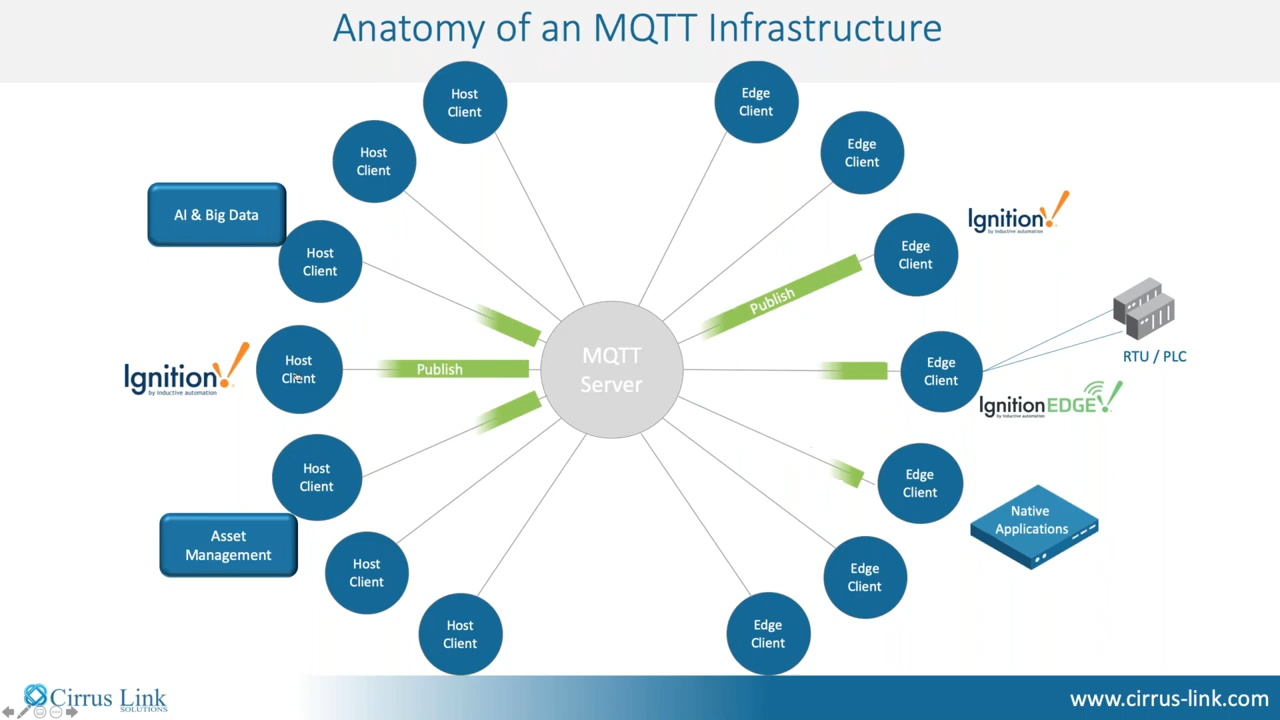 Anatomy of an MQTT Infrastructure
Host
Client
Edge
Client
Host
Client
Edge
Client
AI & Big Data
Host
Client
Edge
Client
Ignition!
by inductive automation
Publish
Ignition!
by inductive automation
Host
Client
Publish
MQTT
Server
Edge
Client
RTU / PLC
IgnitionEDGE!
by inductive automation
Host
Client
Edge
Client
Native
Applications
Asset
Management
Host
Client
Edge
Client
Host
Client
Edge
Client
Cirrus Link
SOLUTIONS
www.cirrus-link.com